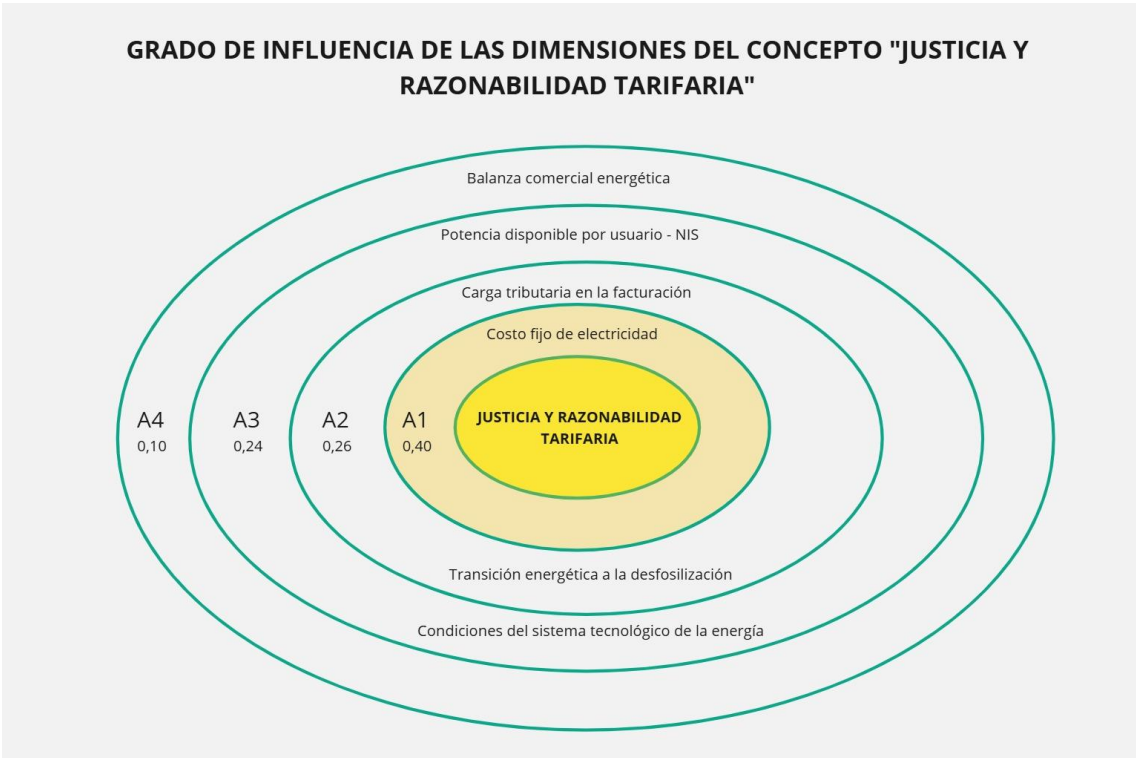 GRADO DE INFLUENCIA DE LAS DIMENSIONES DEL CONCEPTO "JUSTICIA Y
RAZONABILIDAD TARIFARIA"
Balanza comercial energética
Potencia disponible por usuario - NIS
Carga tributaria en la facturación
Costo fijo de electricidad
A4
0,10
A3
0,24
A2
0,26
A1
0,40
JUSTICIA Y RAZONABILIDAD
TARIFARIA
Transición energética a la desfosilización
Condiciones del sistema tecnológico de la energía